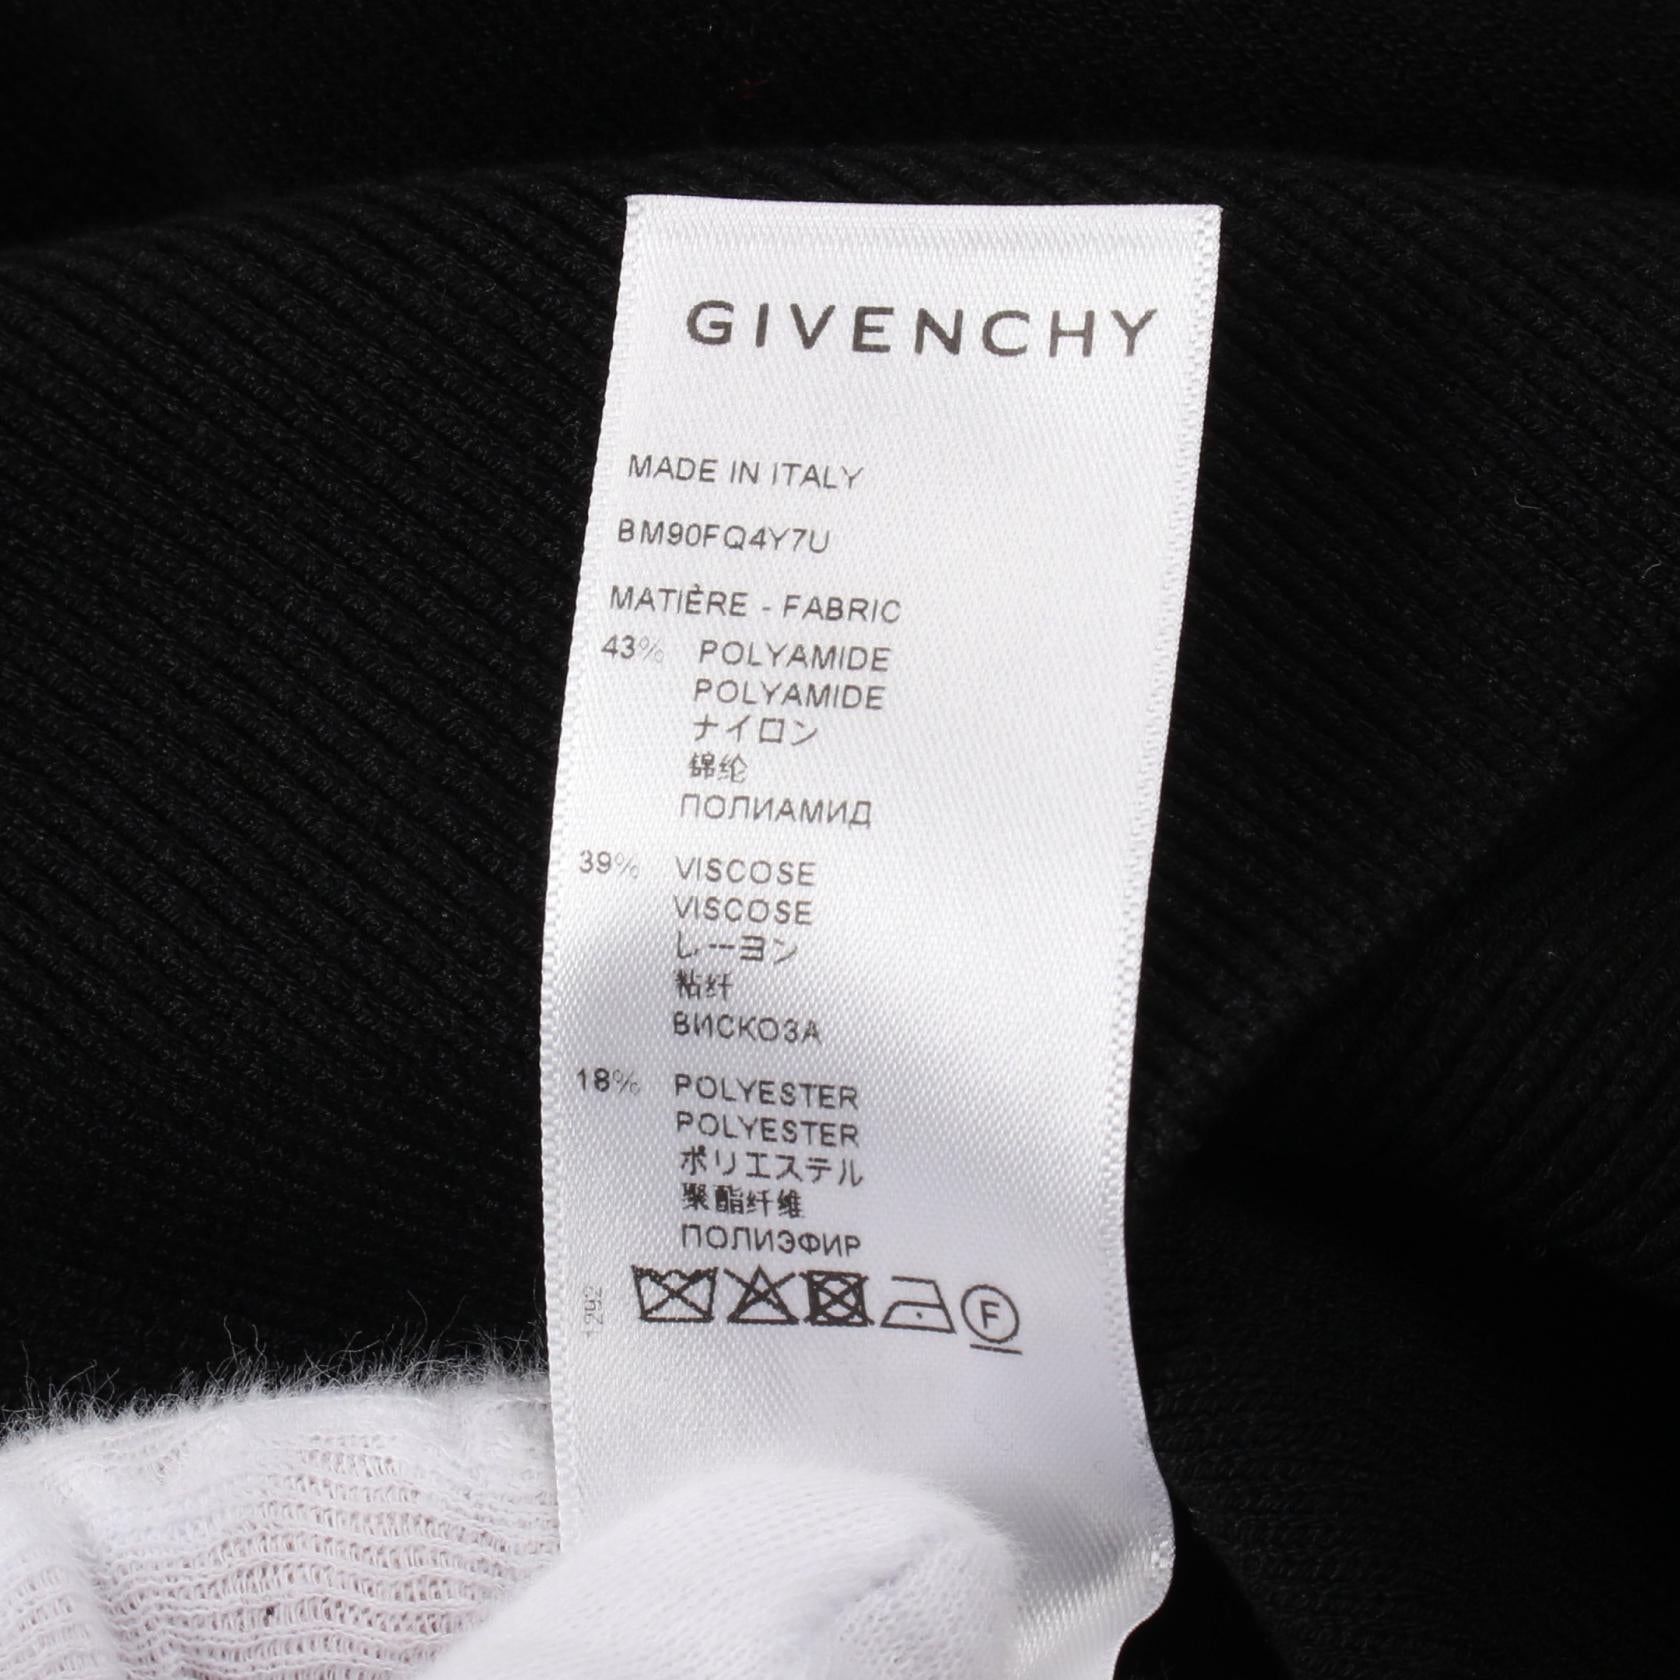 GIVENCHY
MADE IN ITALY
BM90FQ4Y7U
MATIÈRE - FABRIC
43% POLYAMIDE
POLYAMIDE
ナイロン
锦纶
ПОЛИАМИД
39% VISCOSE
VISCOSE
レーヨン
粘纤
ВИСКОЗА
18% POLYESTER
POLYESTER
ポリエステル
聚酯纤维
ПОЛИЭФИР
1292
F